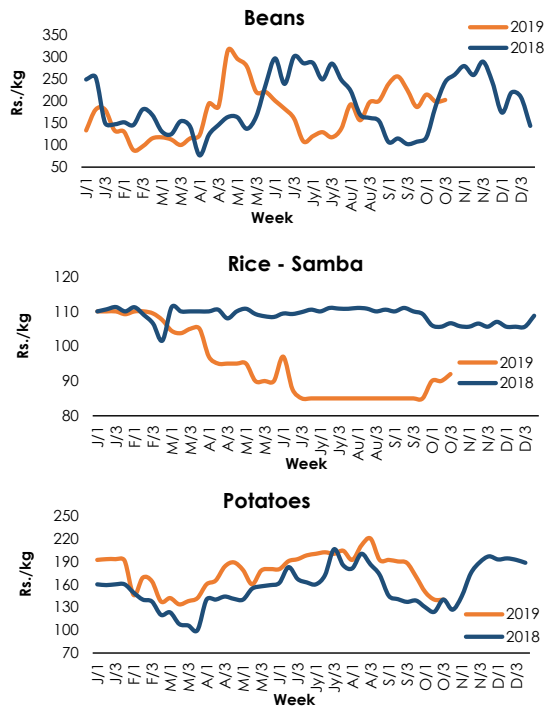 Beans
2019
2018
Rs./kg
350
300
250
200
150
100
50
J/1 J/3 F/1 F/3 M/1 M/3 A/1 A/3 M/1 M/3 J/1 J/3 Jy/1 Jy/3 Au/1 Au/3 S/1 S/3 O/1 O/3 N/1 N/3 D/1 D/3
Week
Rice - Samba
Rs./kg
120
110
100
90
80
2019
2018
J/1 J/3 F/1 F/3 M/1 M/3 A/1 A/3 M/1 M/3 J/1 J/3 Jy/1 Jy/3 Au/1 Au/3 S/1 S/3 O/1 O/3 N/1 N/3 D/1 D/3
Week
Potatoes
Rs./kg
250
220
190
160
130
100
70
2019
2018
J/1 J/3 F/1 F/3 M/1 M/3 A/1 A/3 M/1 M/3 J/1 J/3 Jy/1 Jy/3 A/1 A/3 S/1 S/3 O/1 O/3 N/1 N/3 D/1 D/3
Week